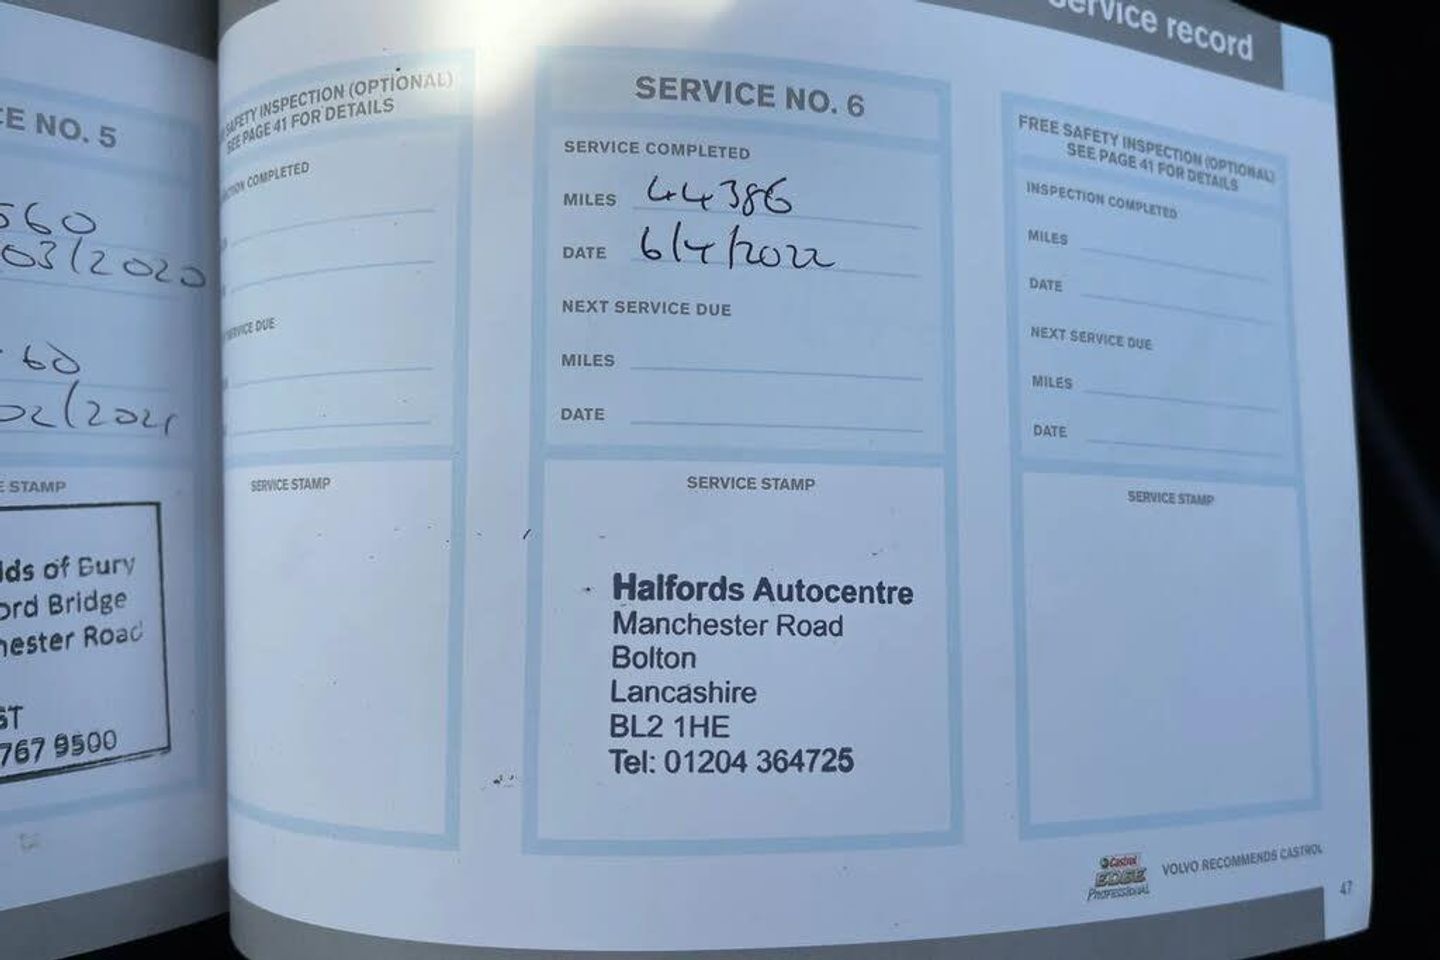 Service record
E NO. 5
560
03/2020
60
02/2021
E STAMP
lds of Bury
ord Bridge
hester Road
ST
767 9500
SAFETY INSPECTION (OPTIONAL)
SEE PAGE 41 FOR DETAILS
TION COMPLETED
SERVICE DUE
SERVICE STAMP
SERVICE NO. 6
SERVICE COMPLETED
MILES 44386
DATE 6/4/2022
NEXT SERVICE DUE
MILES
DATE
SERVICE STAMP
Halfords Autocentre
Manchester Road
Bolton
Lancashire
BL2 1HE
Tel: 01204 364725
FREE SAFETY INSPECTION (OPTIONAL)
SEE PAGE 41 FOR DETAILS
INSPECTION COMPLETED
MILES
DATE
NEXT SERVICE DUE
MILES
DATE
SERVICE STAMP
Castrol
EDGE
PROFESSIONAL
VOLVO RECOMMENDS CASTROL
47